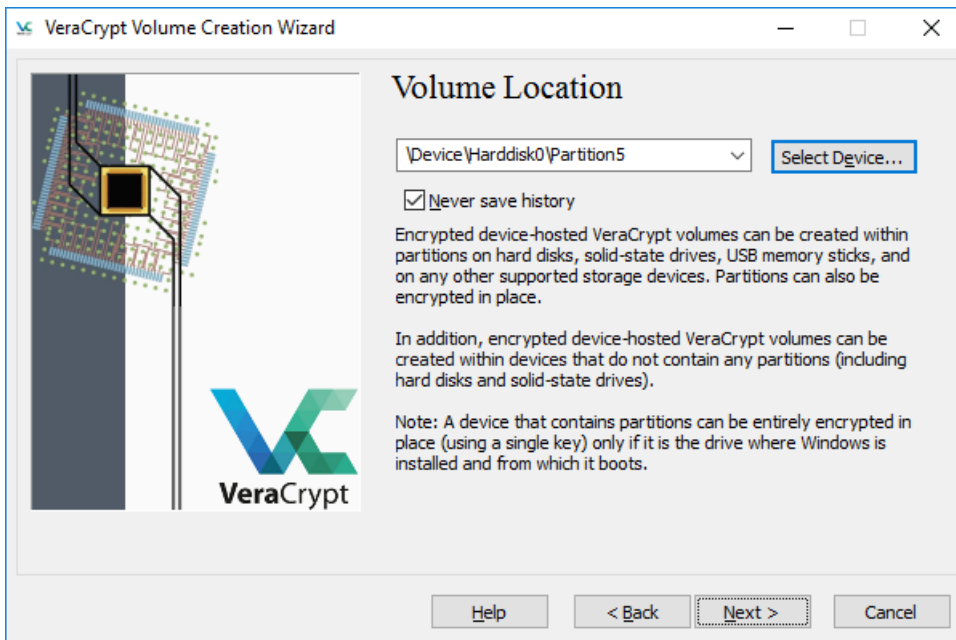 VeraCrypt Volume Creation Wizard
Volume Location
\Device\Harddisk0\Partition5
Select Device...
Never save history
Encrypted device-hosted VeraCrypt volumes can be created within
partitions on hard disks, solid-state drives, USB memory sticks, and
on any other supported storage devices. Partitions can also be
encrypted in place.
In addition, encrypted device-hosted VeraCrypt volumes can be
created within devices that do not contain any partitions (including
hard disks and solid-state drives).
Note: A device that contains partitions can be entirely encrypted in
place (using a single key) only if it is the drive where Windows is
installed and from which it boots.
VeraCrypt
Help
< Back
Next >
Cancel